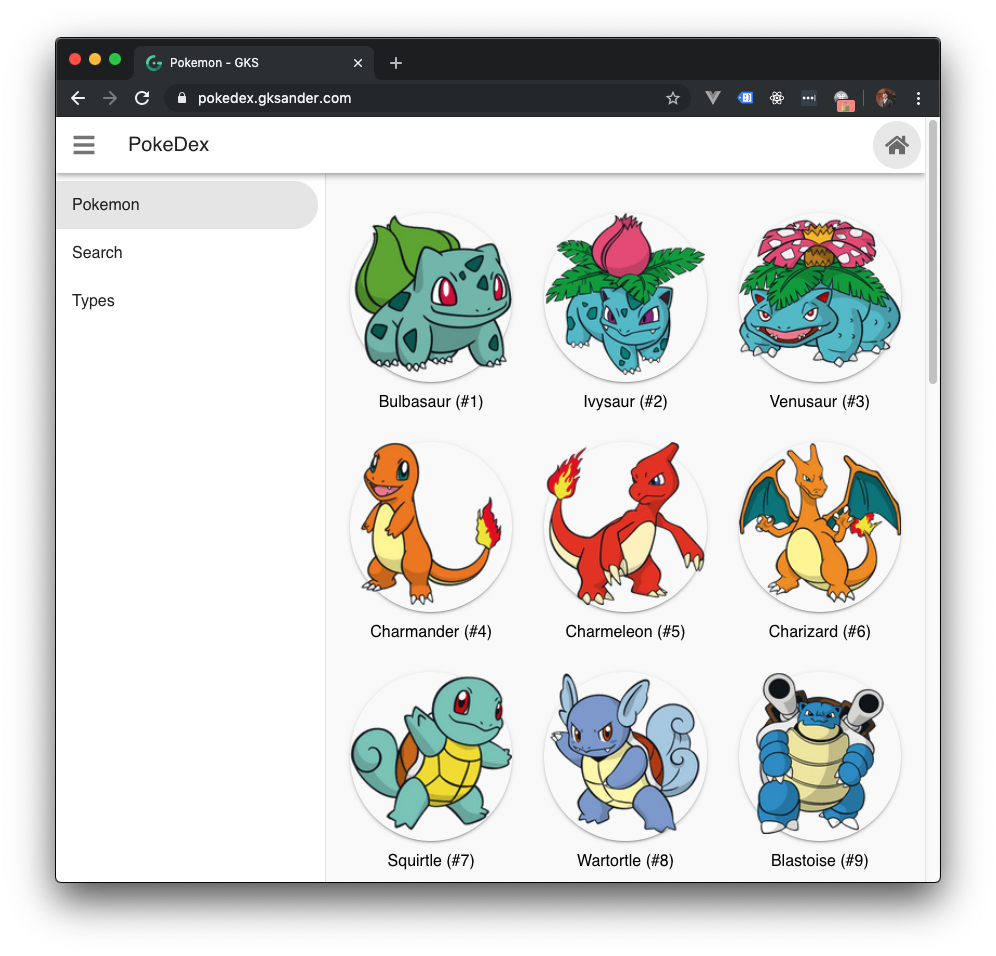 Pokemon - GKS
pokedex.gksander.com
PokeDex
Pokemon
Search
Types
Bulbasaur (#1)
Ivysaur (#2)
Venusaur (#3)
Charmander (#4)
Charmeleon (#5)
Charizard (#6)
Squirtle (#7)
Wartortle (#8)
Blastoise (#9)